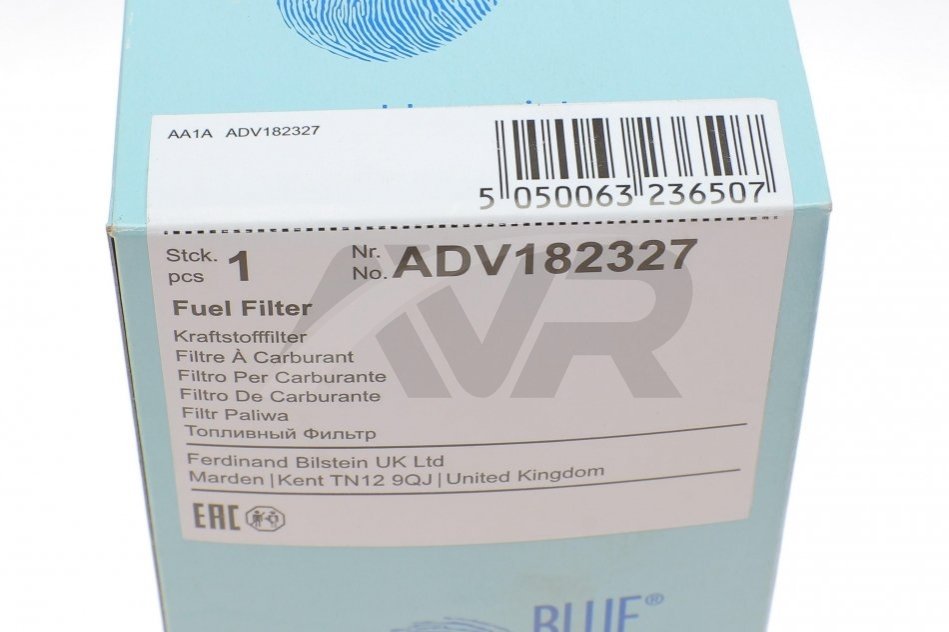 AA1A ADV182327
5 050063 236507
Stck. 1 Nr. ADV182327
pcs No.
Fuel Filter
Kraftstofffilter
Filtre À Carburant
Filtro Per Carburante
Filtro De Carburante
Filtr Paliwa
Топливный Фильтр
Ferdinand Bilstein UK Ltd
Marden | Kent TN12 9QJ | United Kingdom
EAC
AVR
BLUE®